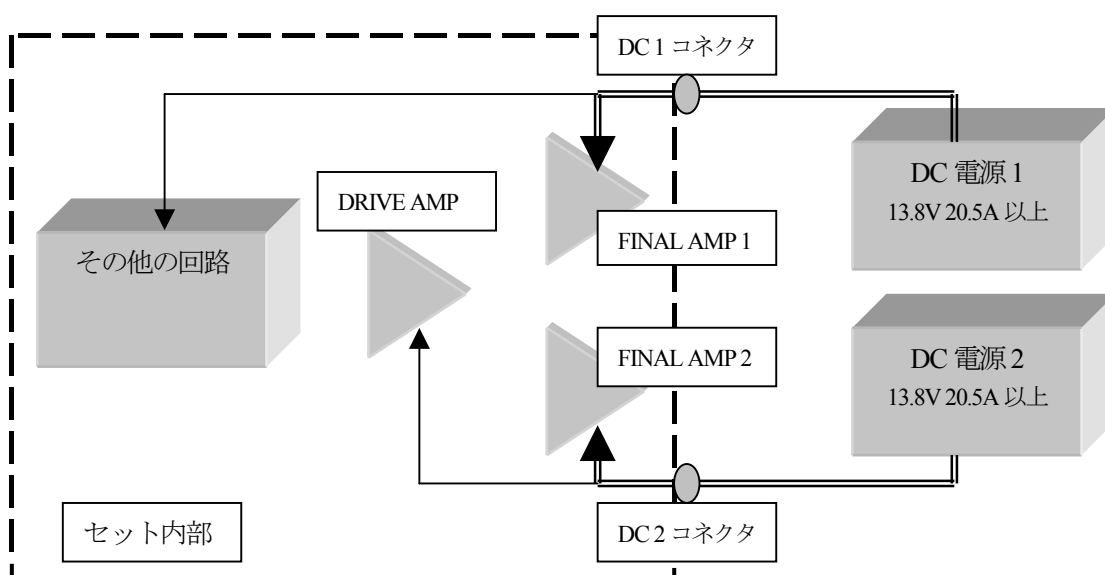 DC 1 コネクタ
DC 電源 1
13.8V 20.5A 以上
DRIVE AMP
その他の回路
FINAL AMP 1
FINAL AMP 2
DC 電源 2
13.8V 20.5A 以上
セット内部
DC 2 コネクタ